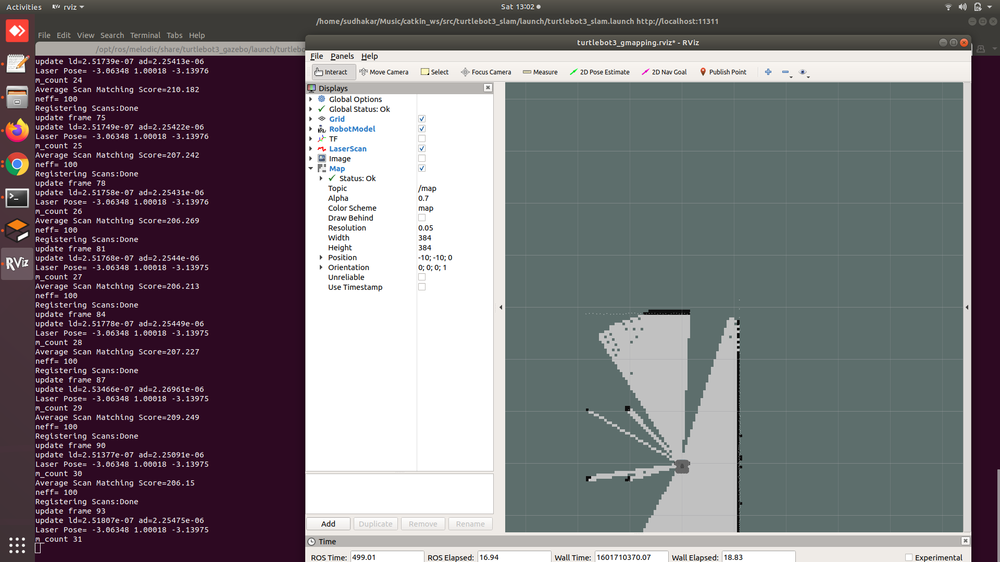 Activities
rviz
Sat 13:02
/home/sudhakar/Music/catkin_ws/src/turtlebot3_slam/launch/turtlebot3_slam.launch http://localhost:11311
File Edit View Search Terminal Tabs Help
/opt/ros/melodic/share/turtlebot3_gazebo/launch/turtlebo
update ld=2.51739e-07 ad=2.25413e-06
Laser Pose= -3.06348 1.00018 -3.13976
m_count 24
Average Scan Matching Score=210.182
neff= 100
Registering Scans:Done
update frame 75
update ld=2.51749e-07 ad=2.25422e-06
Laser Pose= -3.06348 1.00018 -3.13976
m_count 25
Average Scan Matching Score=207.242
neff= 100
Registering Scans:Done
update frame 78
update ld=2.51758e-07 ad=2.25431e-06
Laser Pose= -3.06348 1.00018 -3.13976
m_count 26
Average Scan Matching Score=206.269
neff= 100
Registering Scans:Done
update frame 81
update ld=2.51768e-07 ad=2.2544e-06
Laser Pose= -3.06348 1.00018 -3.13975
m_count 27
Average Scan Matching Score=206.213
neff= 100
Registering Scans:Done
update frame 84
update ld=2.51778e-07 ad=2.25449e-06
Laser Pose= -3.06348 1.00018 -3.13975
m_count 28
Average Scan Matching Score=207.227
neff= 100
Registering Scans:Done
update frame 87
update ld=2.53466e-07 ad=2.26961e-06
Laser Pose= -3.06348 1.00018 -3.13975
m_count 29
Average Scan Matching Score=209.249
neff= 100
Registering Scans:Done
update frame 90
update ld=2.51377e-07 ad=2.25091e-06
Laser Pose= -3.06348 1.00018 -3.13975
m_count 30
Average Scan Matching Score=206.15
neff= 100
Registering Scans:Done
update frame 93
update ld=2.51807e-07 ad=2.25475e-06
Laser Pose= -3.06348 1.00018 -3.13975
m_count 31
RViz
turtlebot3_gmapping.rviz* - RViz
File Panels Help
Interact Move Camera Select Focus Camera Measure 2D Pose Estimate 2D Nav Goal Publish Point
Displays
Global Options
Global Status: Ok
Grid
RobotModel
TF
LaserScan
Image
Map
Status: Ok
Topic /map
Alpha 0.7
Color Scheme map
Draw Behind
Resolution 0.05
Width 384
Height 384
Position -10; -10; 0
Orientation 0; 0; 0; 1
Unreliable
Use Timestamp
Add Duplicate Remove Rename
Time
ROS Time: 499.01 ROS Elapsed: 16.94 Wall Time: 1601710370.07 Wall Elapsed: 18.83 Experimental